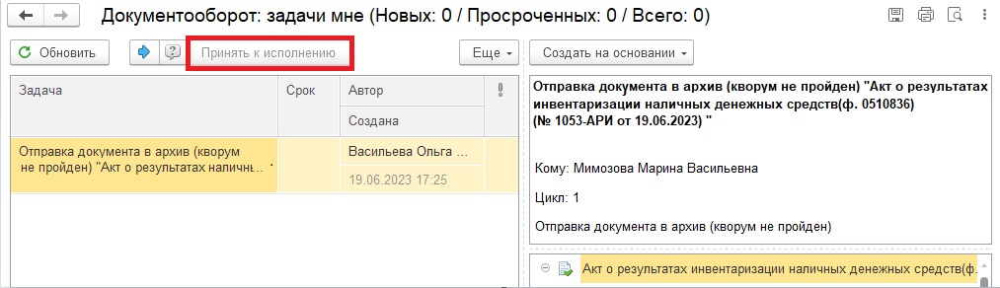 Документооборот: задачи мне (Новых: 0 / Просроченных: 0 / Всего: 0)
Обновить
Принять к исполнению
Еще
Создать на основании
Задача
Срок
Автор
Создана
Отправка документа в архив (кворум
не пройден) "Акт о результатах наличнь...
Васильева Ольга ...
19.06.2023 17:25
Отправка документа в архив (кворум не пройден) "Акт о результатах
инвентаризации наличных денежных средств(ф. 0510836)
(№ 1053-АРИ от 19.06.2023) "
Кому: Мимозова Марина Васильевна
Цикл: 1
Отправка документа в архив (кворум не пройден)
Акт о результатах инвентаризации наличных денежных средств(ф.